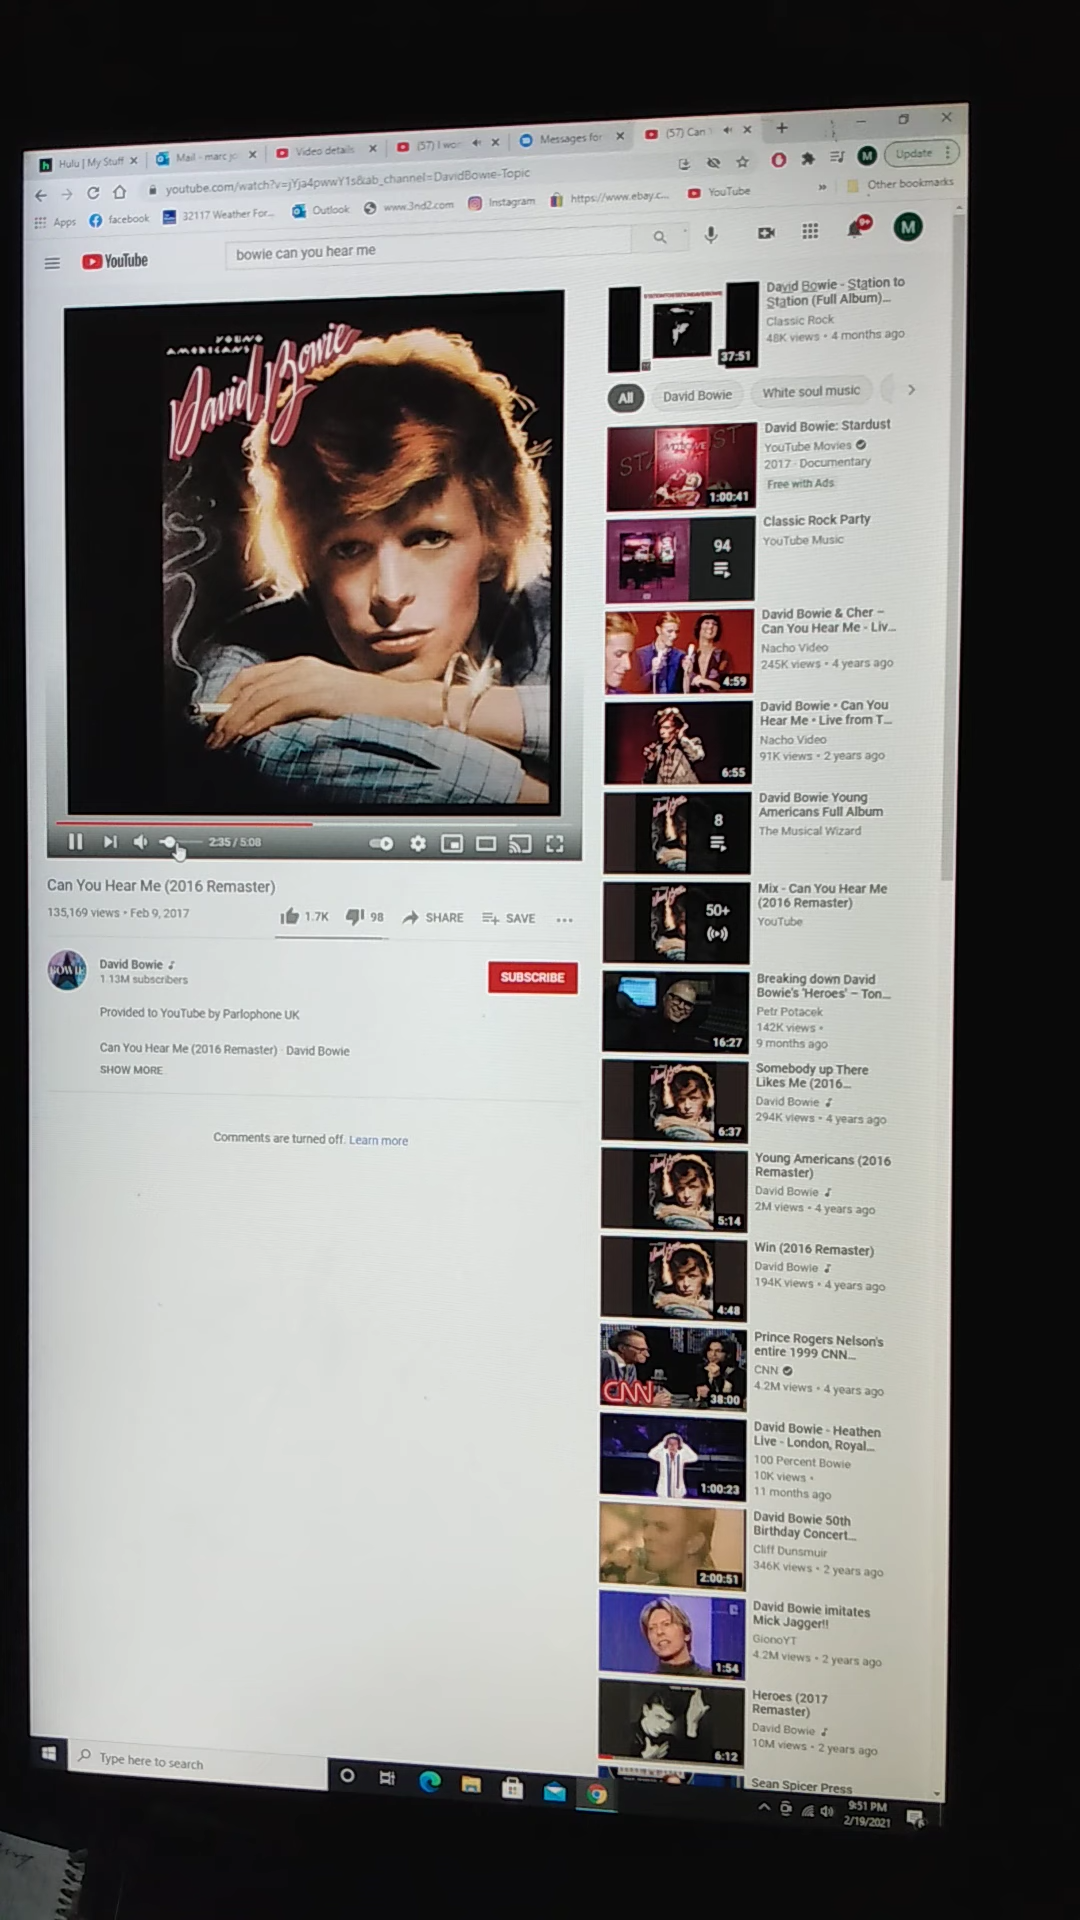 Hulu | My Stuff
Mail - marc jo
Video details
(57) I wo
Messages for
(57) Can
youtube.com/watch?v=jYja4pwwY1s&ab_channel=DavidBowie-Topic
M
Update
Apps
facebook
32117 Weather For...
Outlook
www.3nd2.com
Instagram
https://www.ebay.c...
YouTube
»
Other bookmarks
YouTube
bowie can you hear me
9+
M
YOUNG
AMERICANS
David Bowie
2:35 / 5:08
Can You Hear Me (2016 Remaster)
135,169 views • Feb 9, 2017
1.7K
98
SHARE
SAVE
...
BOWIE
David Bowie ♪
1.13M subscribers
SUBSCRIBE
Provided to YouTube by Parlophone UK
Can You Hear Me (2016 Remaster) · David Bowie
SHOW MORE
Comments are turned off. Learn more
37:51
David Bowie - Station to
Station (Full Album)...
Classic Rock
48K views • 4 months ago
All
David Bowie
White soul music
1:00:41
David Bowie: Stardust
YouTube Movies
2017 · Documentary
Free with Ads
94
Classic Rock Party
YouTube Music
4:59
David Bowie & Cher –
Can You Hear Me - Liv...
Nacho Video
245K views • 4 years ago
6:55
David Bowie • Can You
Hear Me • Live from T...
Nacho Video
91K views • 2 years ago
8
David Bowie Young
Americans Full Album
The Musical Wizard
50+
Mix - Can You Hear Me
(2016 Remaster)
YouTube
16:27
Breaking down David
Bowie's 'Heroes' – Ton...
Petr Potacek
142K views •
9 months ago
6:37
Somebody up There
Likes Me (2016...
David Bowie ♪
294K views • 4 years ago
5:14
Young Americans (2016
Remaster)
David Bowie ♪
2M views • 4 years ago
4:48
Win (2016 Remaster)
David Bowie ♪
194K views • 4 years ago
CNN
38:00
Prince Rogers Nelson's
entire 1999 CNN...
CNN
4.2M views • 4 years ago
1:00:23
David Bowie - Heathen
Live - London, Royal...
100 Percent Bowie
10K views •
11 months ago
2:00:51
David Bowie 50th
Birthday Concert...
Cliff Dunsmuir
346K views • 2 years ago
1:54
David Bowie imitates
Mick Jagger!!
GionoYT
4.2M views • 2 years ago
6:12
Heroes (2017
Remaster)
David Bowie ♪
10M views • 2 years ago
Sean Spicer Press
Type here to search
9:51 PM
2/19/2021